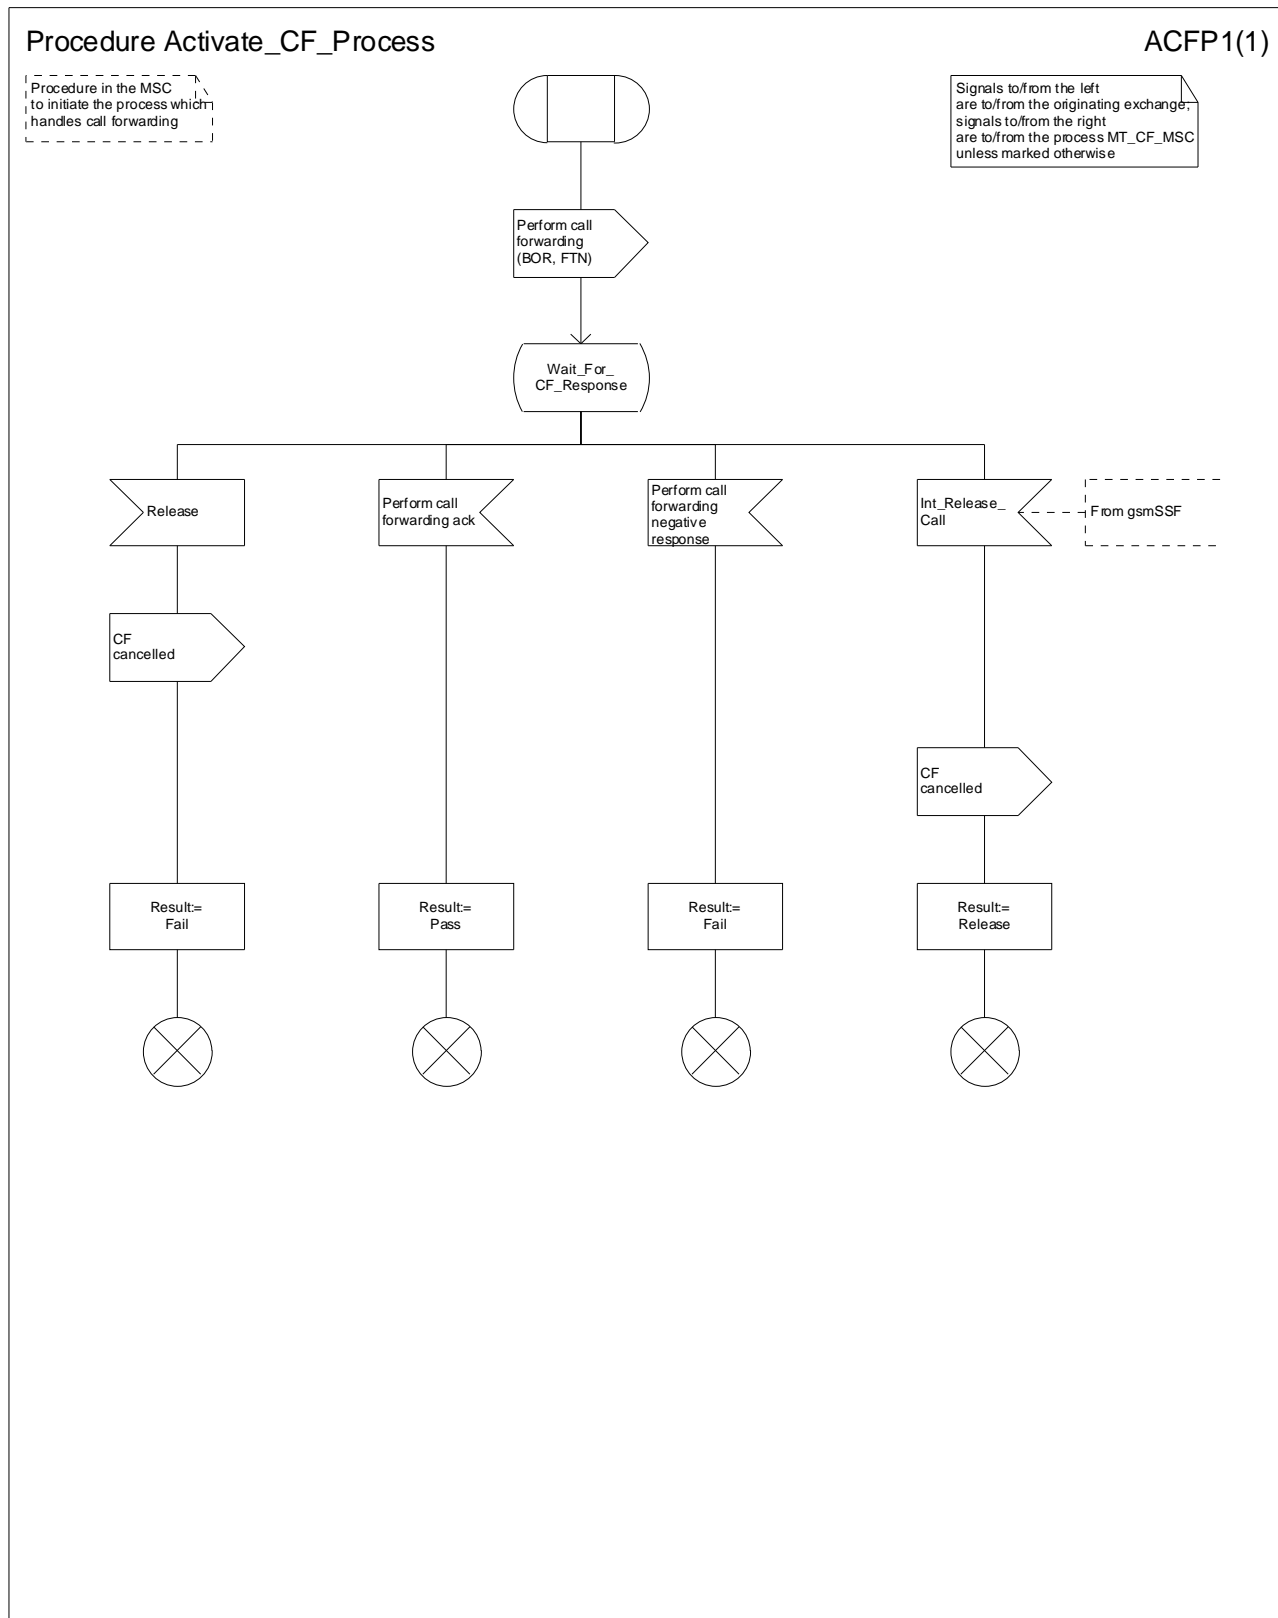 Procedure Activate_CF_Process
ACFP1(1)
Procedure in the MSC
to initiate the process which
handles call forwarding
Signals to/from the left
are to/from the originating exchange;
signals to/from the right
are to/from the process MT_CF_MSC
unless marked otherwise
Perform call
forwarding
(BOR, FTN)
Wait_For_
CF_Response
Release
Perform call
forwarding ack
Perform call
forwarding
negative
response
Int_Release_
Call
From gsmSSF
CF
cancelled
CF
cancelled
Result:=
Fail
Result:=
Pass
Result:=
Fail
Result:=
Release